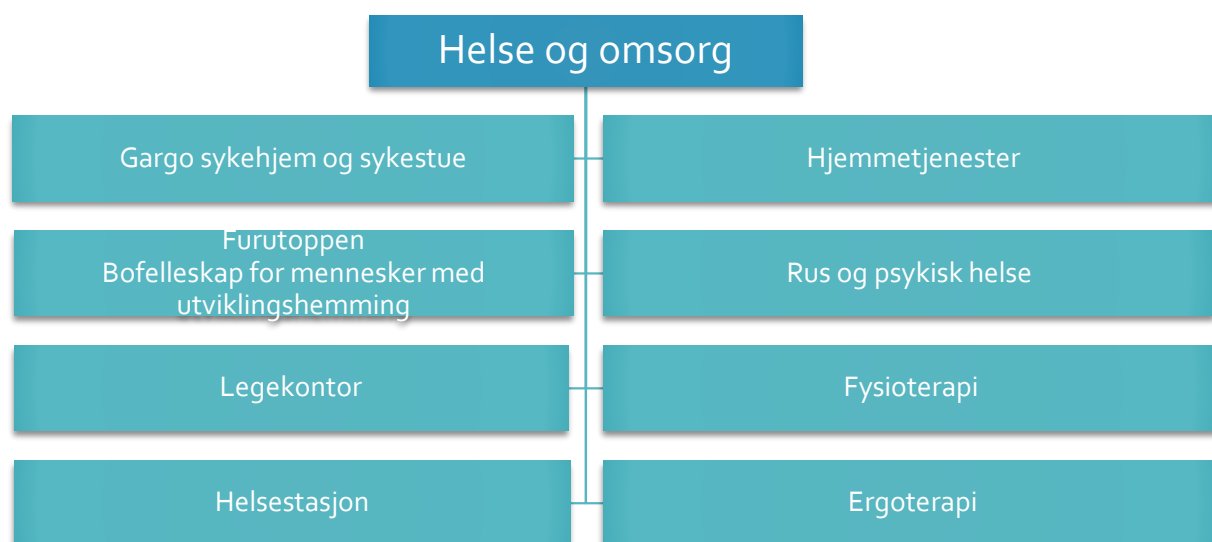 Helse og omsorg
Gargo sykehjem og sykestue
Hjemmetjenester
Furutoppen
Bofelleskap for mennesker med
utviklingshemming
Rus og psykisk helse
Legekontor
Fysioterapi
Helsestasjon
Ergoterapi